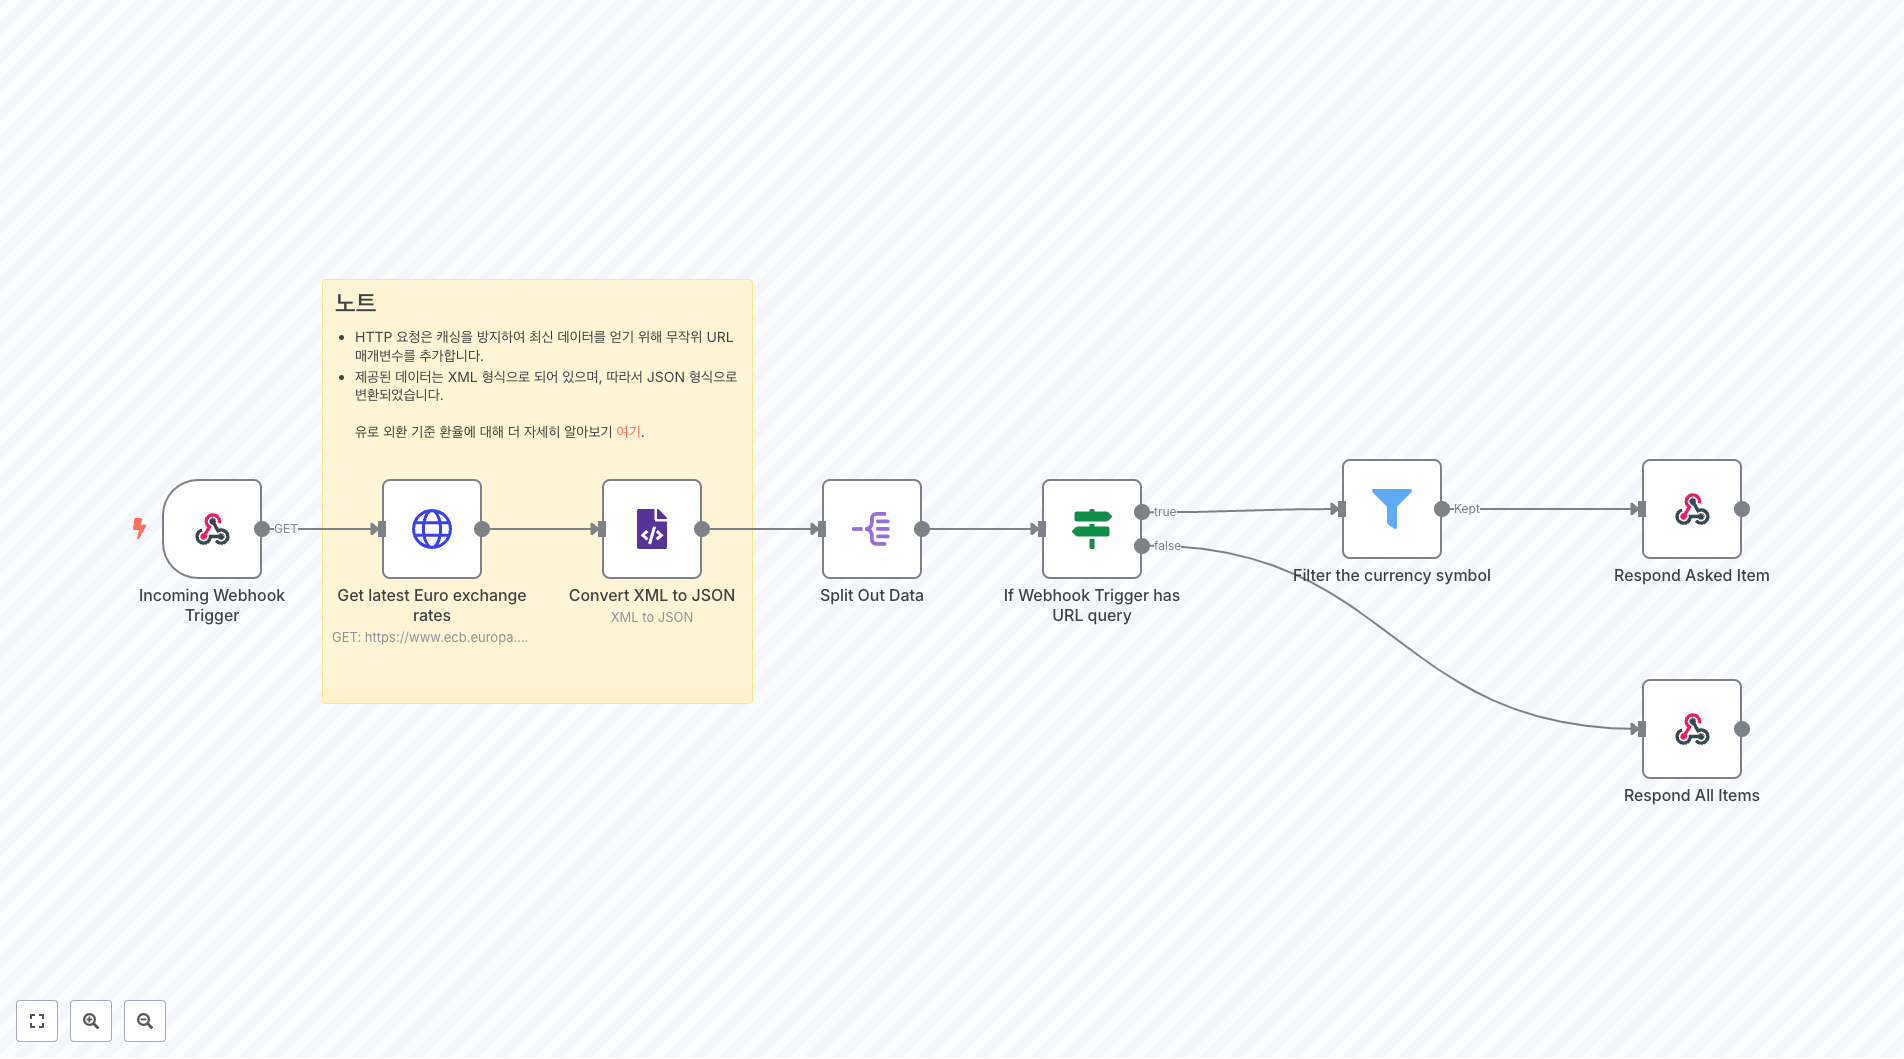 노트
HTTP 요청은 캐싱을 방지하여 최신 데이터를 얻기 위해 무작위 URL
매개변수를 추가합니다.
제공된 데이터는 XML 형식으로 되어 있으며, 따라서 JSON 형식으로
변환되었습니다.
유로 외환 기준 환율에 대해 더 자세히 알아보기 여기.
GET
Incoming Webhook
Trigger
Get latest Euro exchange
rates
GET: https://www.ecb.europa....
Convert XML to JSON
XML to JSON
Split Out Data
If Webhook Trigger has
URL query
true
false
Filter the currency symbol
Kept
Respond Asked Item
Respond All Items